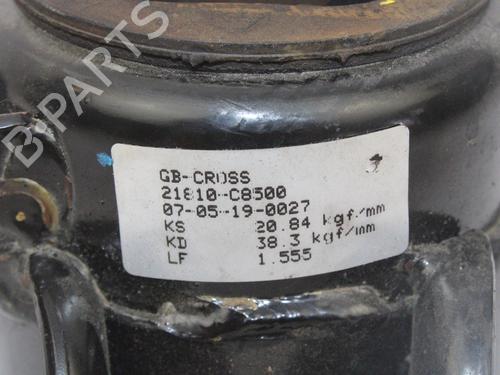 B PARTS
GB-CROSS
21810-C8500
07-05-19-0027
KS 20.84 kgf/mm
KD 38.3 kgf/mm
LF 1.555